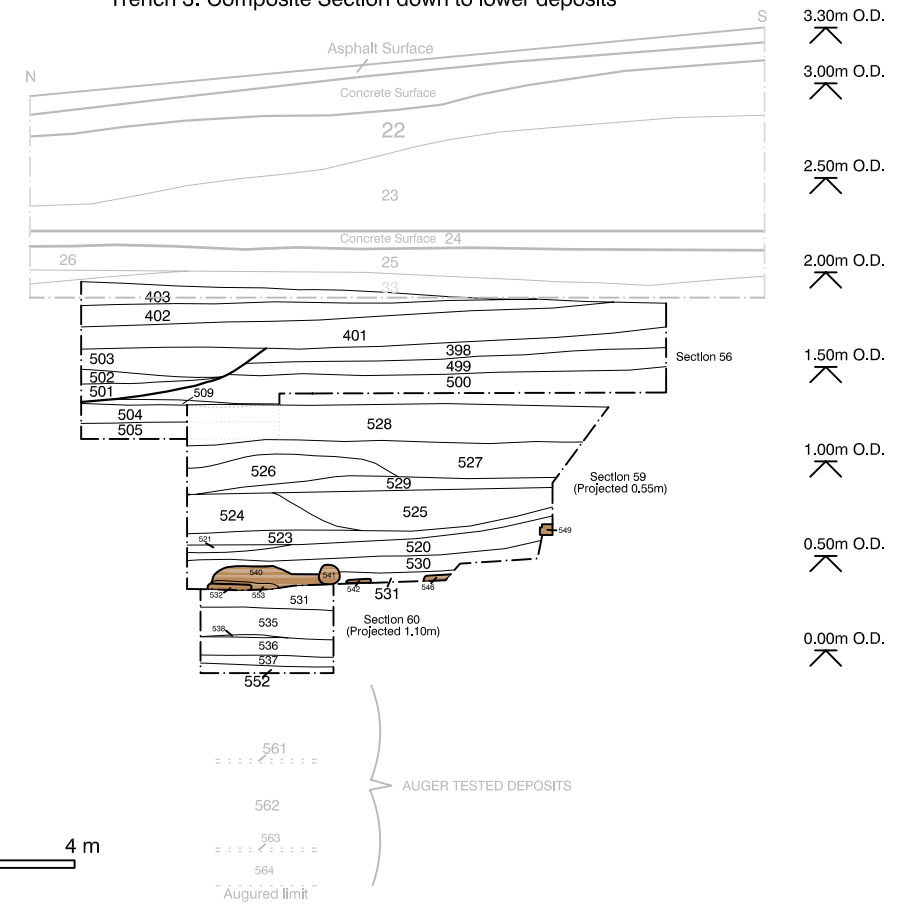 Trench 3: Composite Section down to lower deposits
3.30m O.D.
S
Asphalt Surface
N
3.00m O.D.
Concrete Surface
22
2.50m O.D.
23
Concrete Surface 24
26
25
2.00m O.D.
33
403
402
401
503
398
Section 56
1.50m O.D.
499
502
500
501
509
504
528
505
1.00m O.D.
527
526
529
Section 59
(Projected 0.55m)
524
525
549
523
521
520
0.50m O.D.
530
540
541
542
546
532
553
531
531
535
Section 60
(Projected 1.10m)
538
536
0.00m O.D.
537
552
561
AUGER TESTED DEPOSITS
562
563
4 m
564
Augured limit